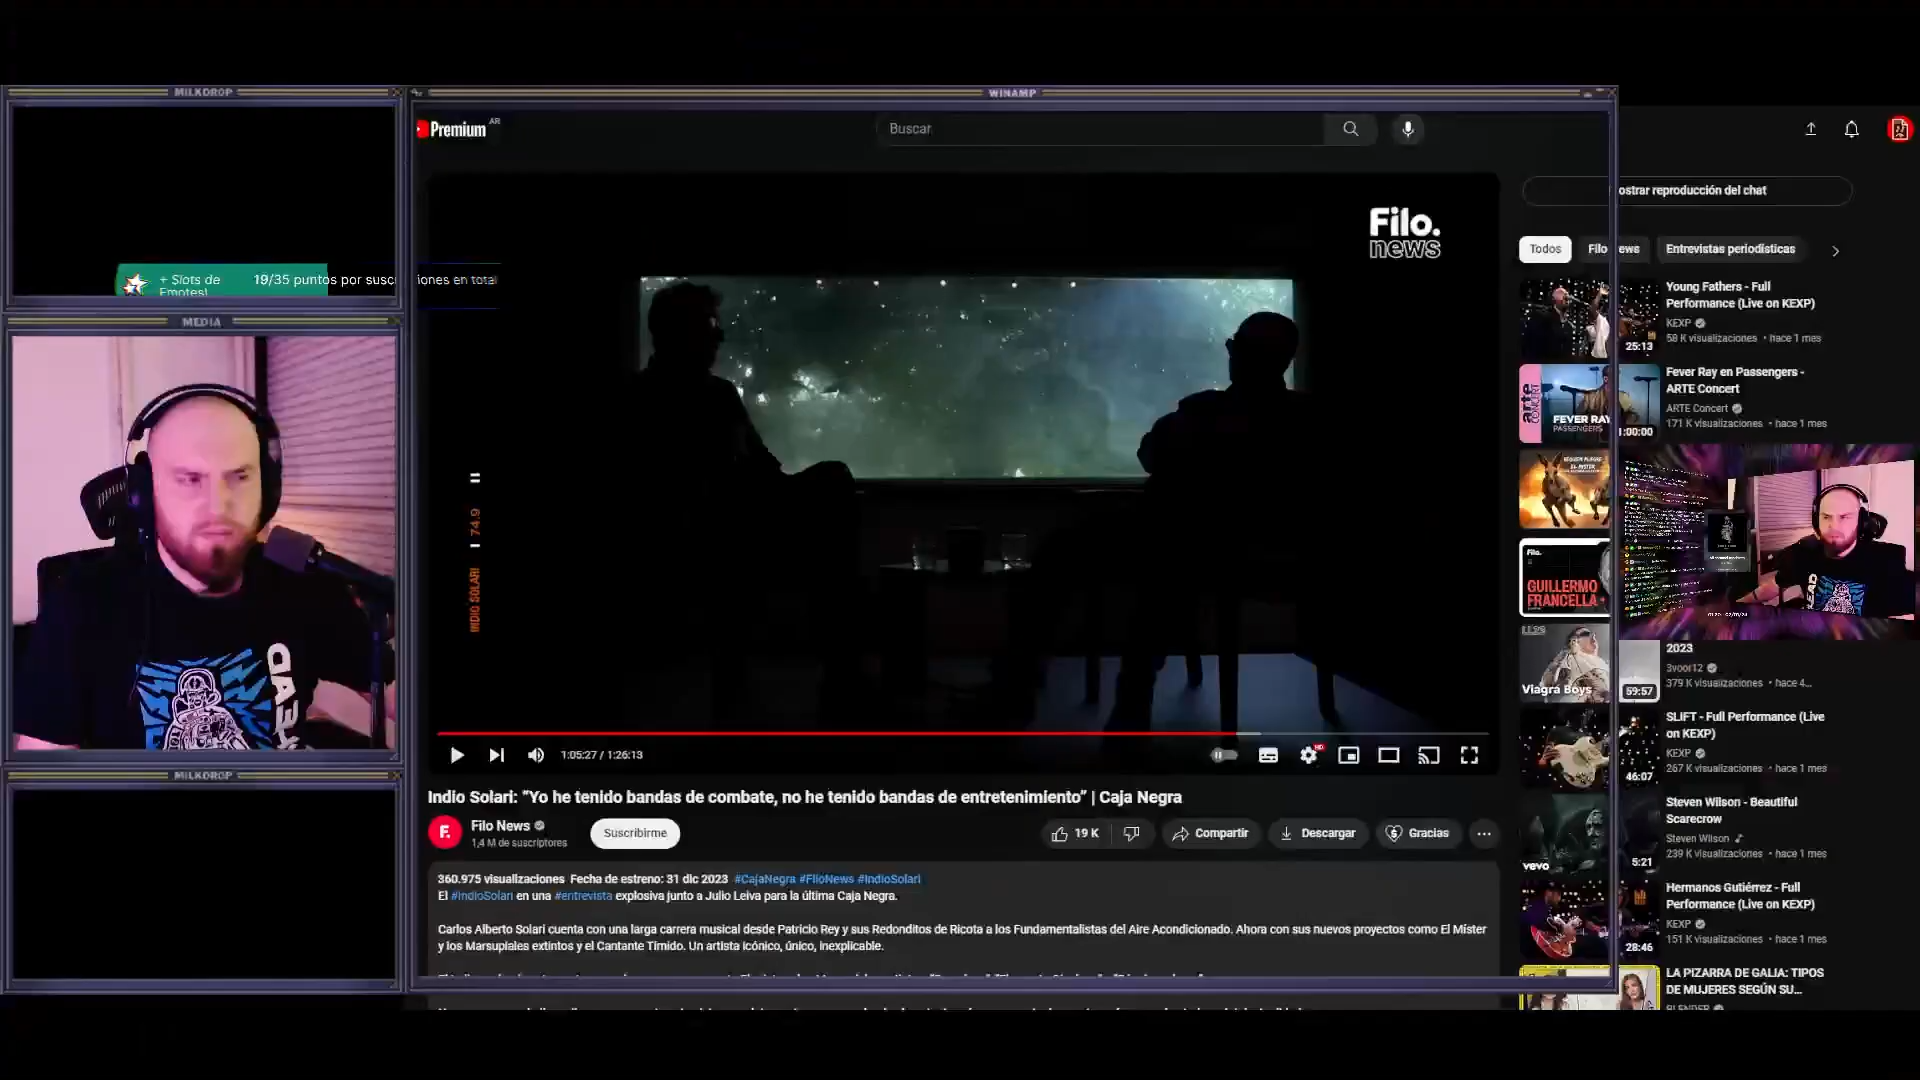 MILKDROP
WINAMP
Premium AR
Buscar
+ Slots de
Emotes!
19/35 puntos por suscripciones en total
MEDIA
MILKDROP
Filo.
news
INDIO SOLARI
74.9
1:05:27 / 1:26:13
Indio Solari: “Yo he tenido bandas de combate, no he tenido bandas de entretenimiento” | Caja Negra
F.
Filo News
1,4 M de suscriptores
Suscribirme
19 K
Compartir
Descargar
Gracias
360.975 visualizaciones Fecha de estreno: 31 dic 2023 #CajaNegra #FiloNews #IndioSolari
El #IndioSolari en una #entrevista explosiva junto a Julio Leiva para la última Caja Negra.
Carlos Alberto Solari cuenta con una larga carrera musical desde Patricio Rey y sus Redonditos de Ricota a los Fundamentalistas del Aire Acondicionado. Ahora con sus nuevos proyectos como El Míster
y los Marsupiales extintos y el Cantante Tímido. Un artista icónico, único, inexplicable.
ostrar reproducción del chat
Todos
Filo News
Entrevistas periodísticas
Young Fathers - Full
Performance (Live on KEXP)
KEXP
58 K visualizaciones • hace 1 mes
25:13
Fever Ray en Passengers -
ARTE Concert
ARTE Concert
171 K visualizaciones • hace 1 mes
arte
CONCERT
FEVER RAY
PASSENGERS
1:00:00
Filo.
GUILLERMO
FRANCELLA
2023
3voor12
379 K visualizaciones • hace 4...
Viagra Boys
59:57
SLIFT - Full Performance (Live
on KEXP)
KEXP
267 K visualizaciones • hace 1 mes
46:07
Steven Wilson - Beautiful
Scarecrow
Steven Wilson
239 K visualizaciones • hace 1 mes
vevo
5:21
Hermanos Gutiérrez - Full
Performance (Live on KEXP)
KEXP
151 K visualizaciones • hace 1 mes
28:46
LA PIZARRA DE GALIA: TIPOS
DE MUJERES SEGÚN SU...
BLENDER